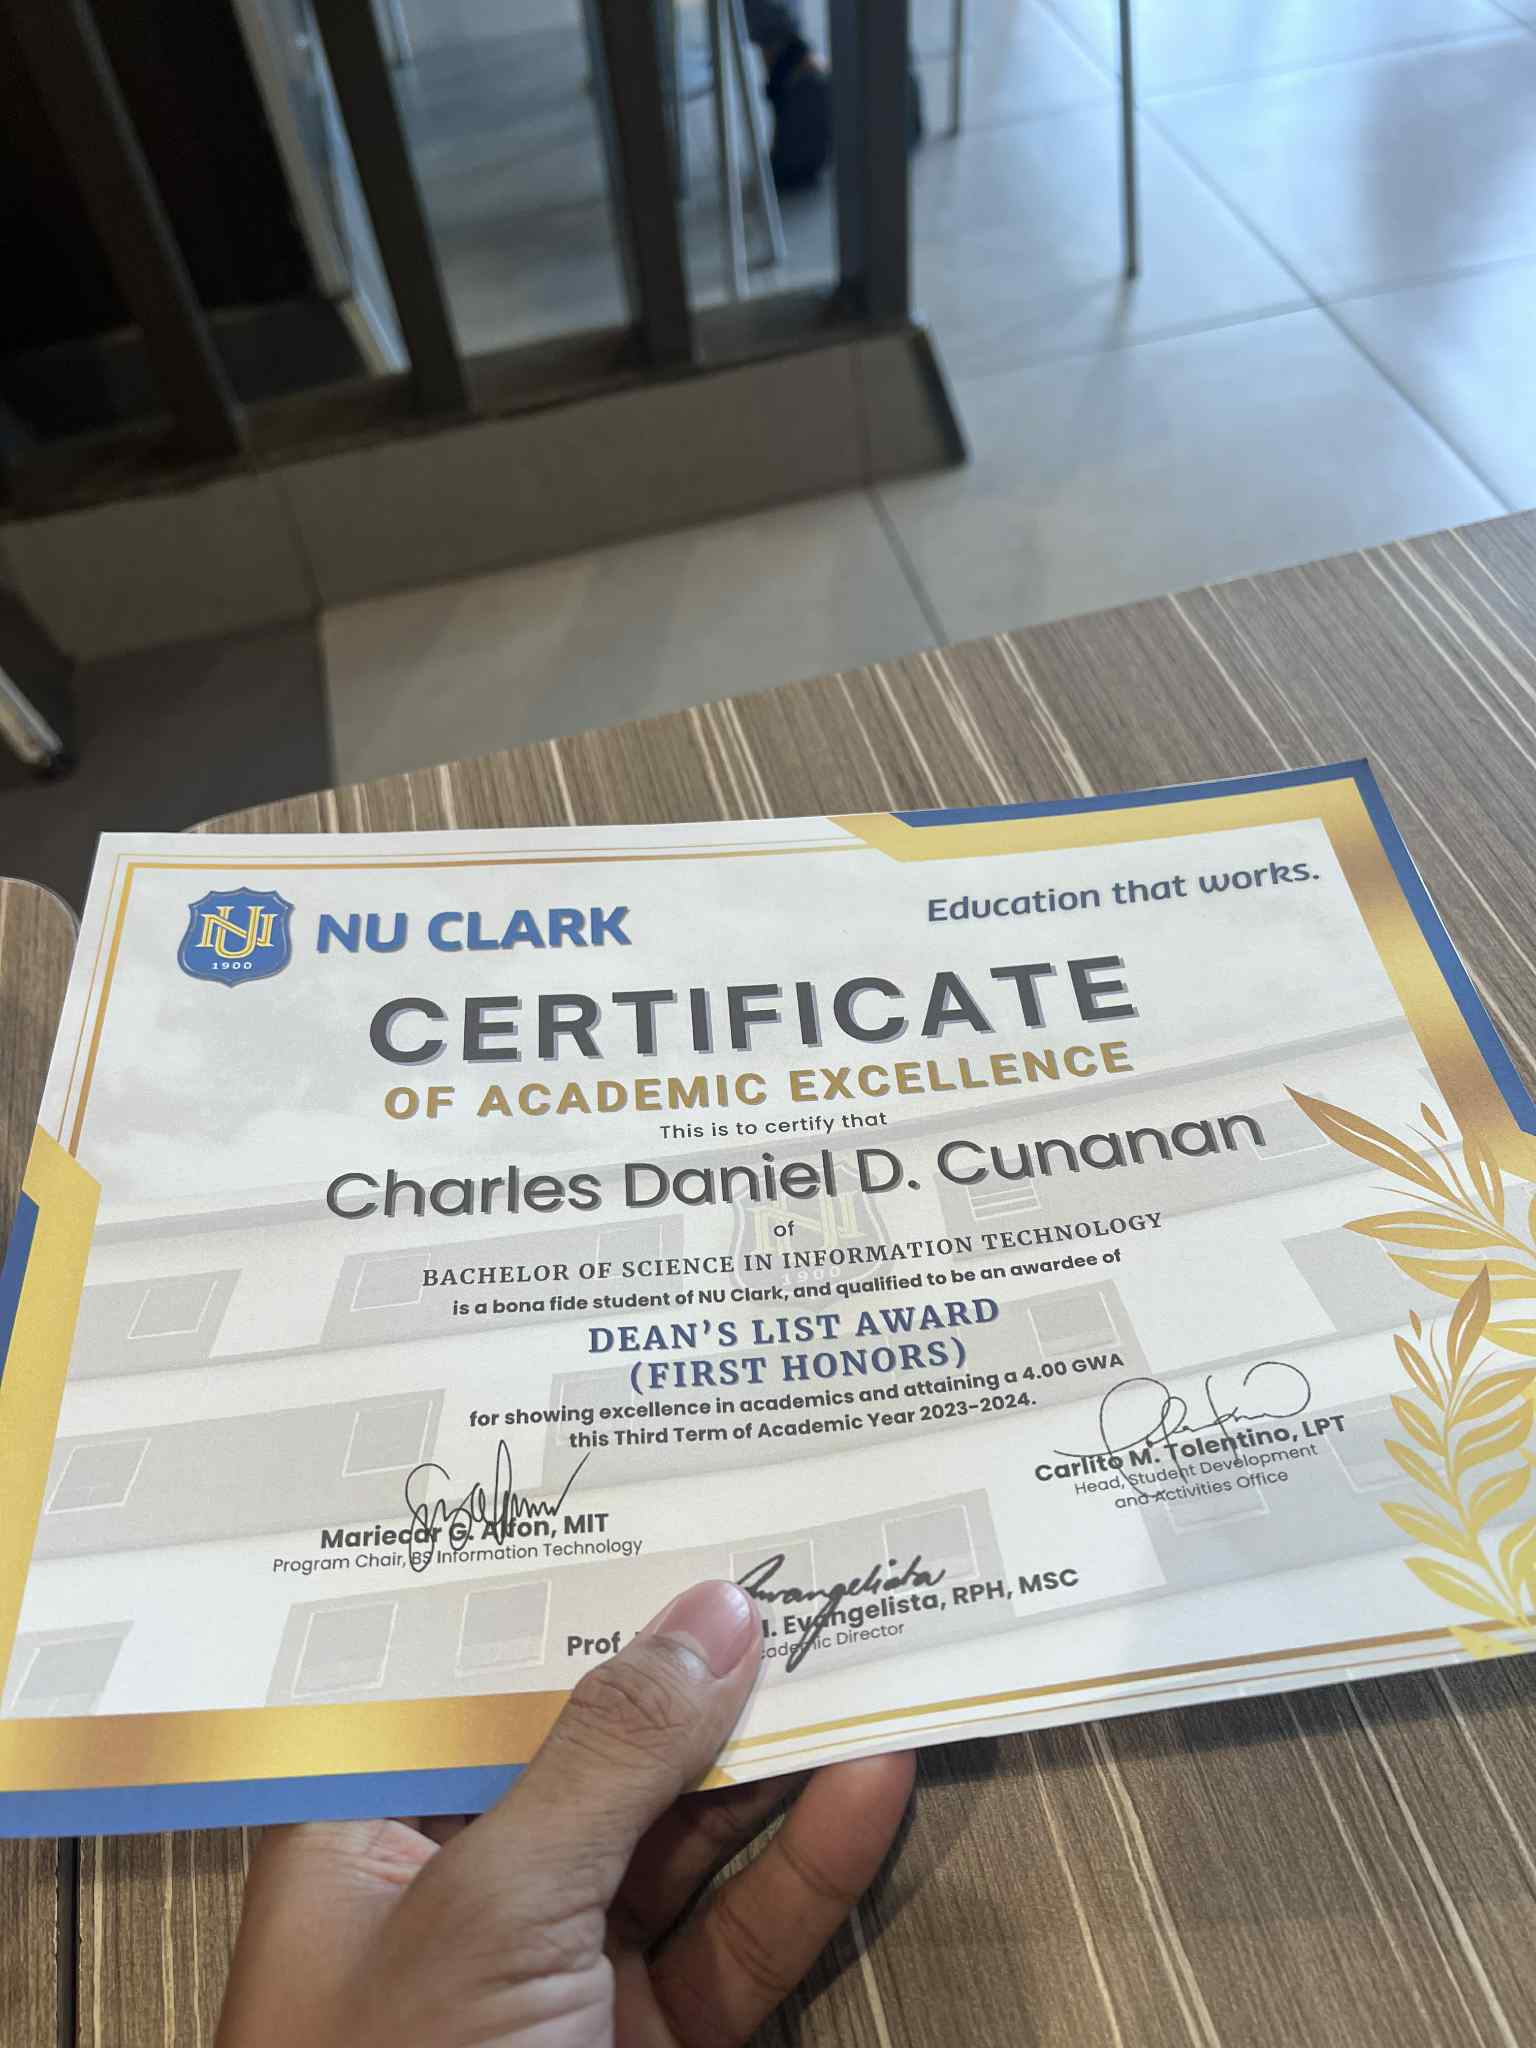 NU
1900
NU CLARK
Education that works.
CERTIFICATE
OF ACADEMIC EXCELLENCE
This is to certify that
Charles Daniel D. Cunanan
of
BACHELOR OF SCIENCE IN INFORMATION TECHNOLOGY
is a bona fide student of NU Clark, and qualified to be an awardee of
DEAN'S LIST AWARD
(FIRST HONORS)
for showing excellence in academics and attaining a 4.00 GWA
this Third Term of Academic Year 2023-2024.
Mariecar G. Alfon, MIT
Program Chair, BS Information Technology
Carlito M. Tolentino, LPT
Head, Student Development
and Activities Office
Prof. Evangelista, RPH, MSC
Director